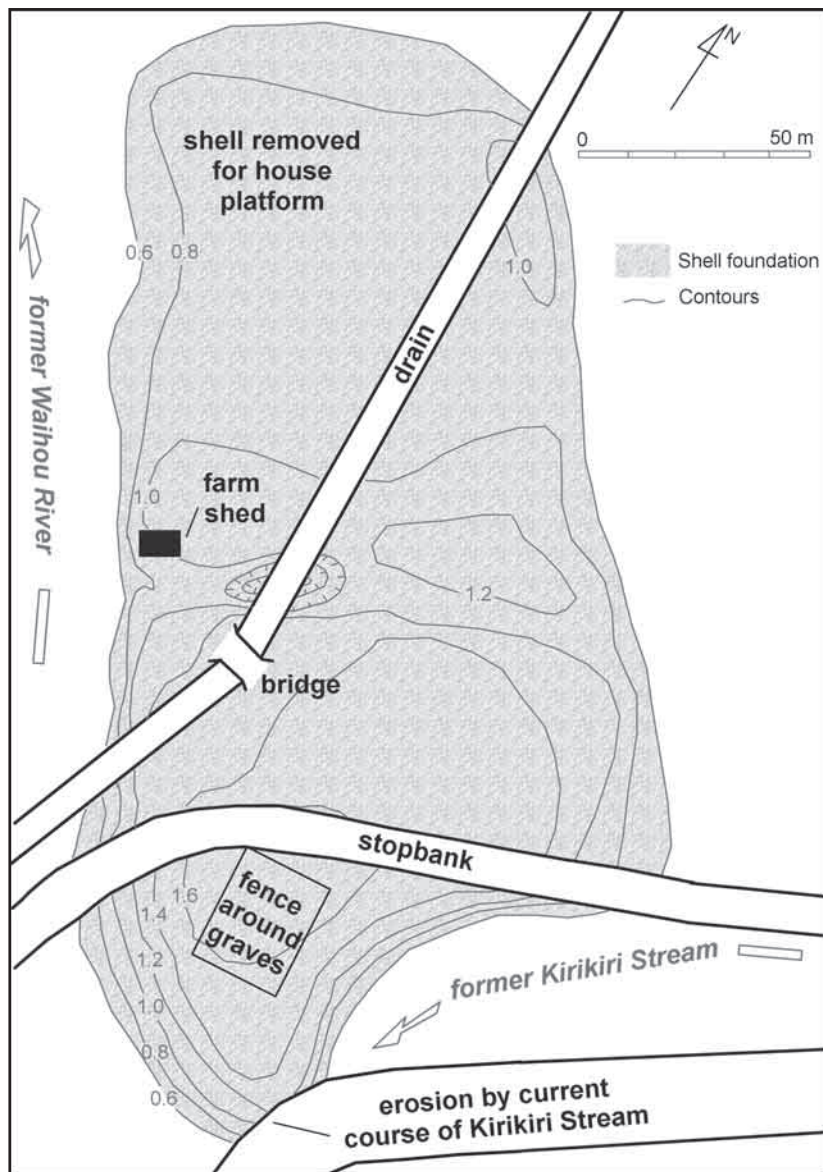 N
0 50 m
shell removed
for house
platform
0.6 0.8
1.0
Shell foundation
Contours
former Waihou River
drain
1.0
farm
shed
1.2
bridge
stopbank
fence
around
graves
1.6
1.4
1.2
1.0
0.8
0.6
former Kirikiri Stream
erosion by current
course of Kirikiri Stream